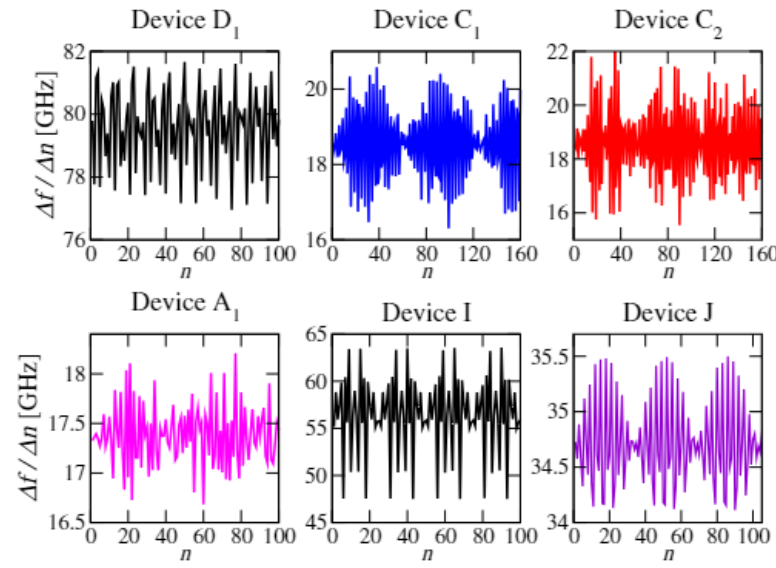 Device D1 Device C1 Device C2
Δf / Δn [GHz]
82
80
78
76
0 20 40 60 80 100
n
20
18
16
0 40 80 120 160
n
22
20
18
16
14
0 40 80 120 160
n
Device A1 Device I Device J
Δf / Δn [GHz]
18
17.5
17
16.5
0 20 40 60 80 100
n
65
60
55
50
45
0 20 40 60 80 100
n
35.5
35
34.5
34
0 20 40 60 80 100
n